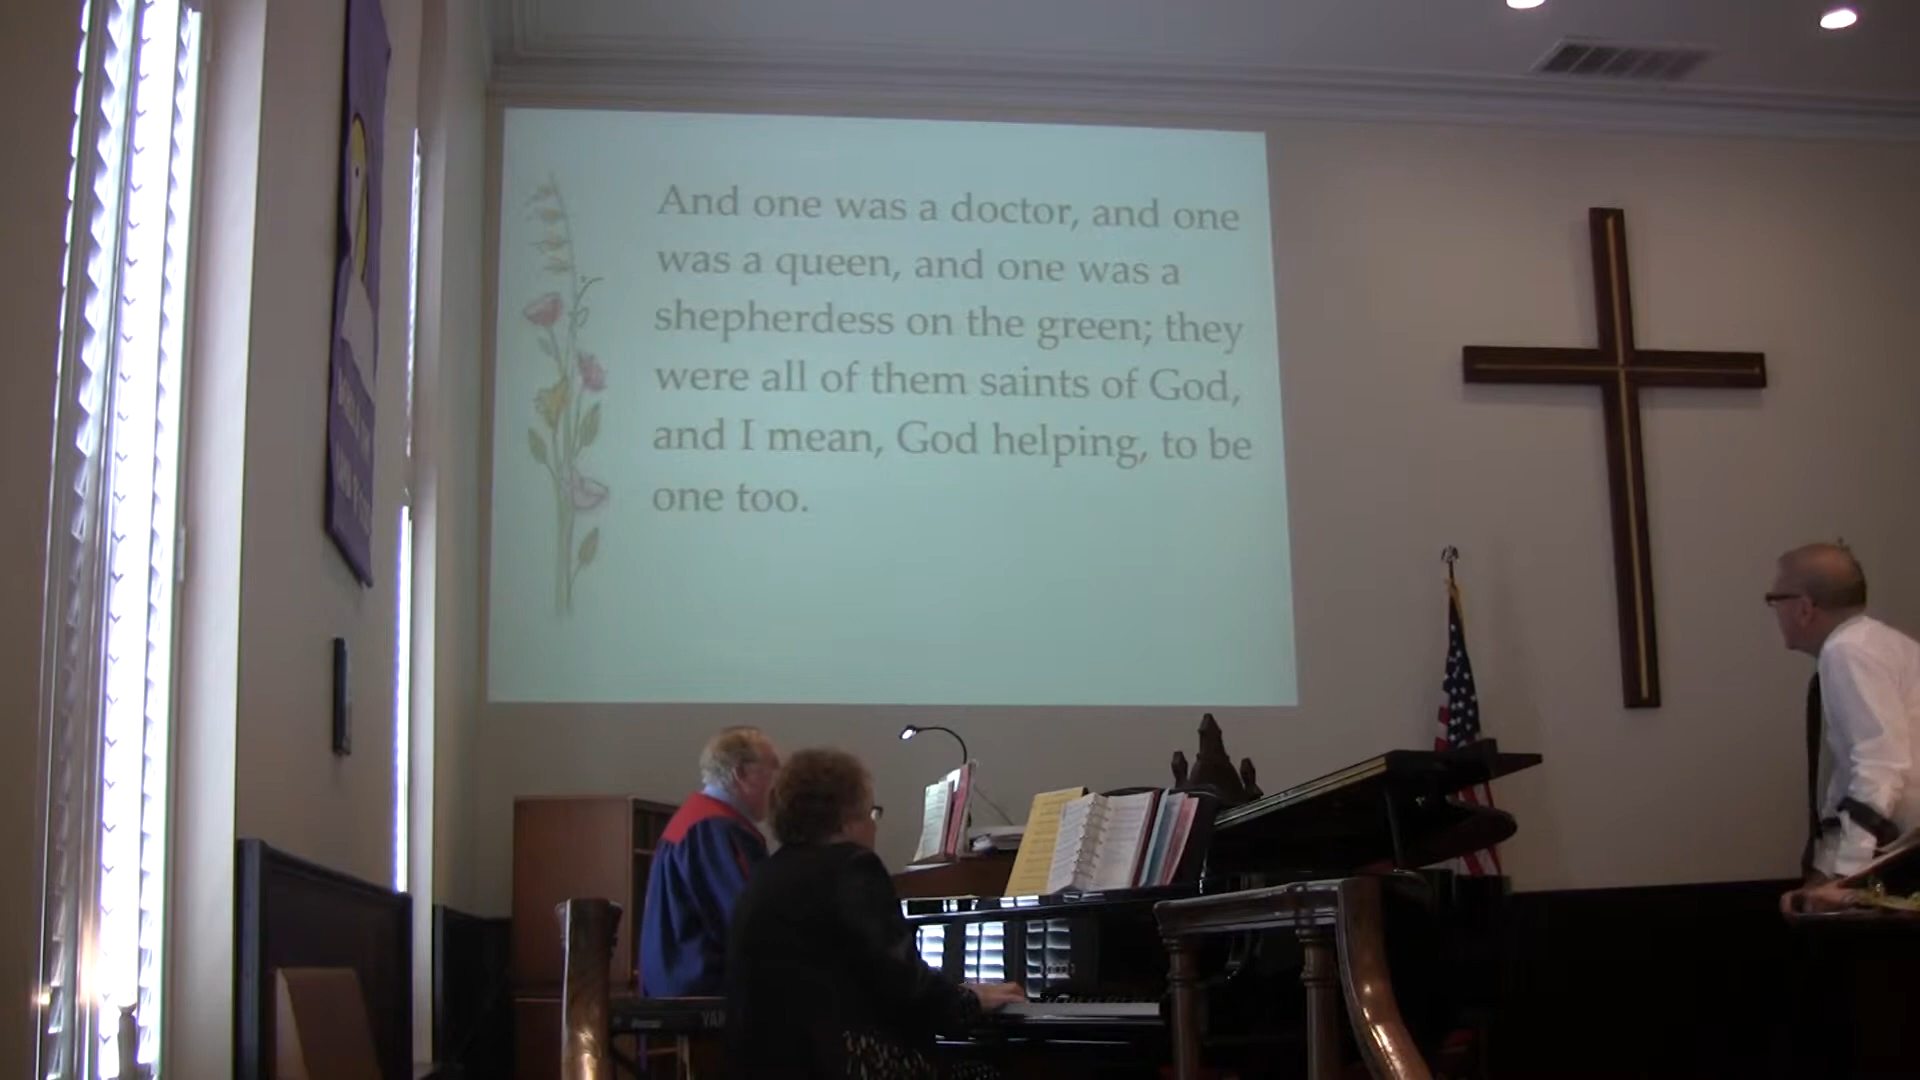 And one was a doctor, and one
was a queen, and one was a
shepherdess on the green; they
were all of them saints of God,
and I mean, God helping, to be
one too.